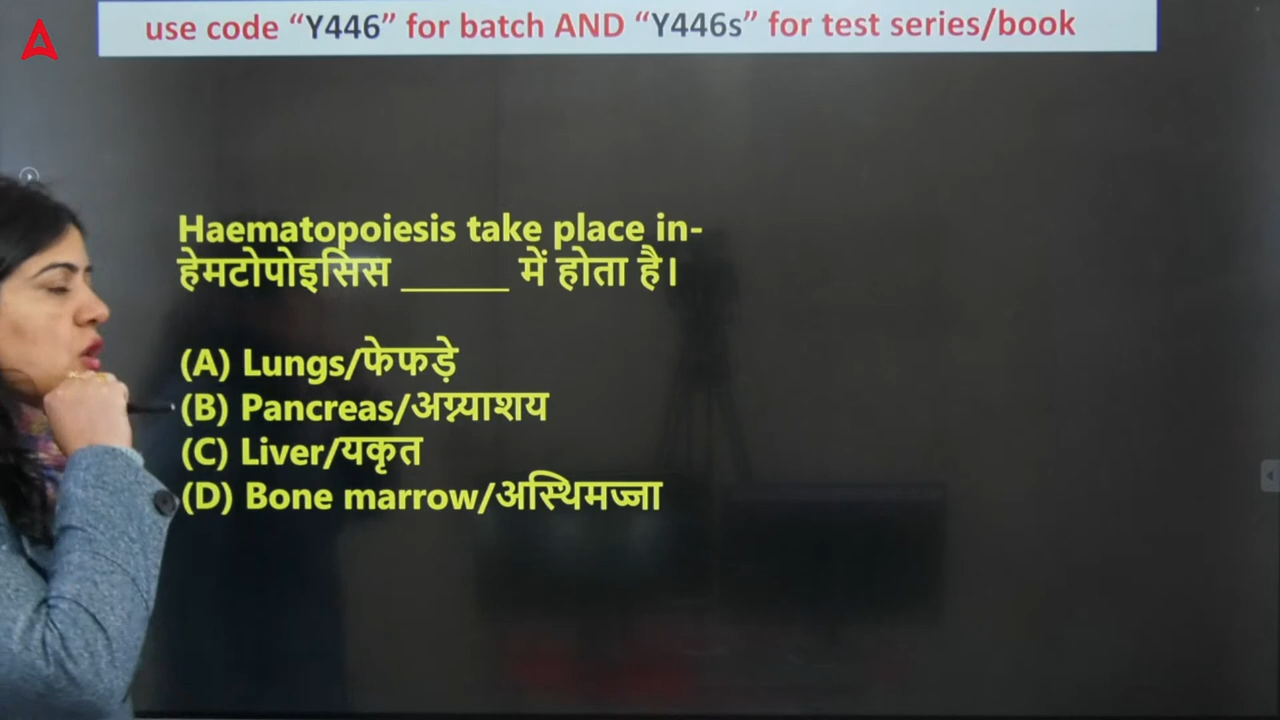 use code “Y446” for batch AND “Y446s” for test series/book
Haematopoiesis take place in-
हेमटोपोइसिस ______ में होता है।
(A) Lungs/फेफड़े
(B) Pancreas/अग्न्याशय
(C) Liver/यकृत
(D) Bone marrow/अस्थिमज्जा